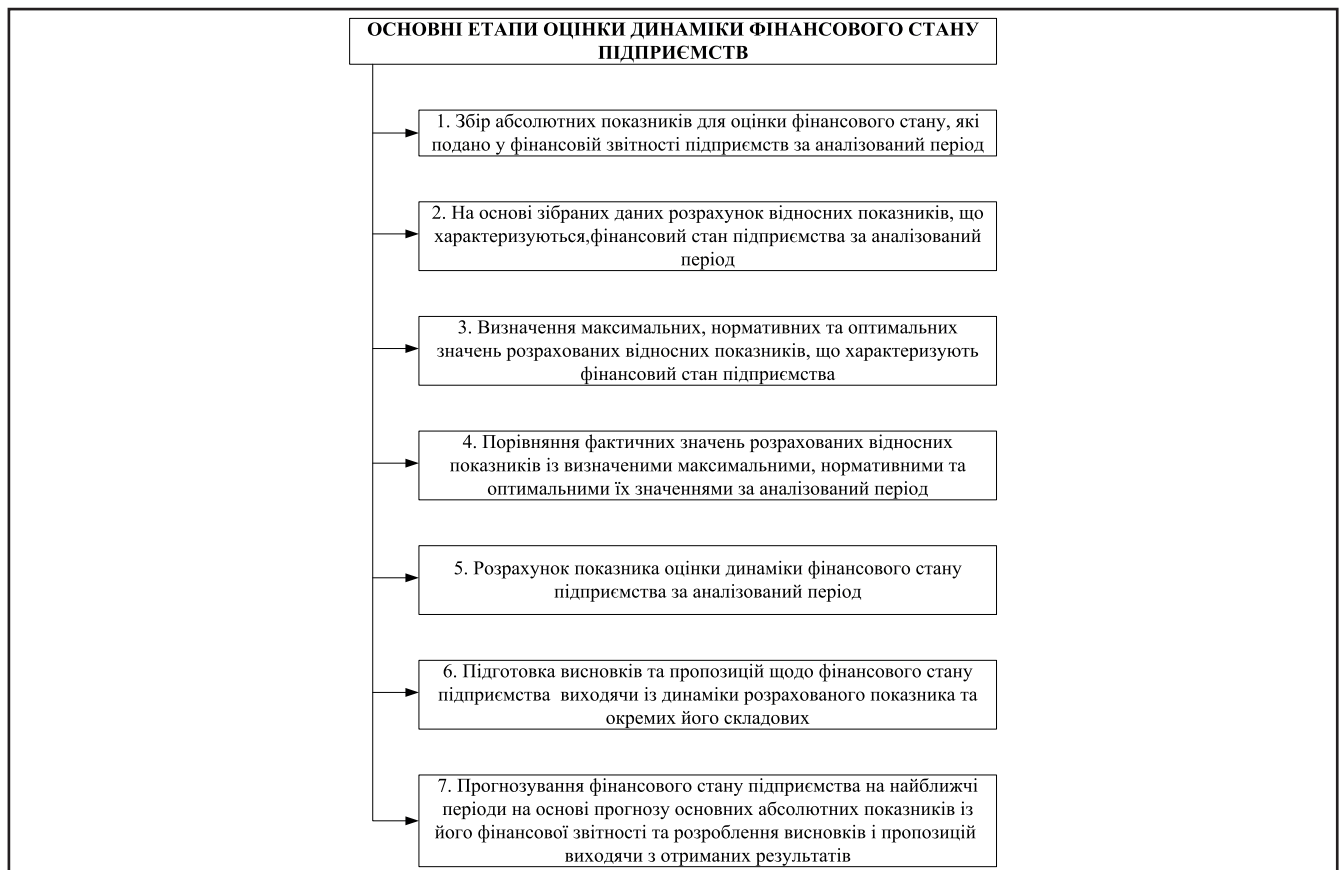 ОСНОВНІ ЕТАПИ ОЦІНКИ ДИНАМІКИ ФІНАНСОВОГО СТАНУ
ПІДПРИЄМСТВ
1. Збір абсолютних показників для оцінки фінансового стану, які
подано у фінансовій звітності підприємств за аналізований період
2. На основі зібраних даних розрахунок відносних показників, що
характеризуються,фінансовий стан підприємства за аналізований
період
3. Визначення максимальних, нормативних та оптимальних
значень розрахованих відносних показників, що характеризують
фінансовий стан підприємства
4. Порівняння фактичних значень розрахованих відносних
показників із визначеними максимальними, нормативними та
оптимальними їх значеннями за аналізований період
5. Розрахунок показника оцінки динаміки фінансового стану
підприємства за аналізований період
6. Підготовка висновків та пропозицій щодо фінансового стану
підприємства виходячи із динаміки розрахованого показника та
окремих його складових
7. Прогнозування фінансового стану підприємства на найближчі
періоди на основі прогнозу основних абсолютних показників із
його фінансової звітності та розроблення висновків і пропозицій
виходячи з отриманих результатів